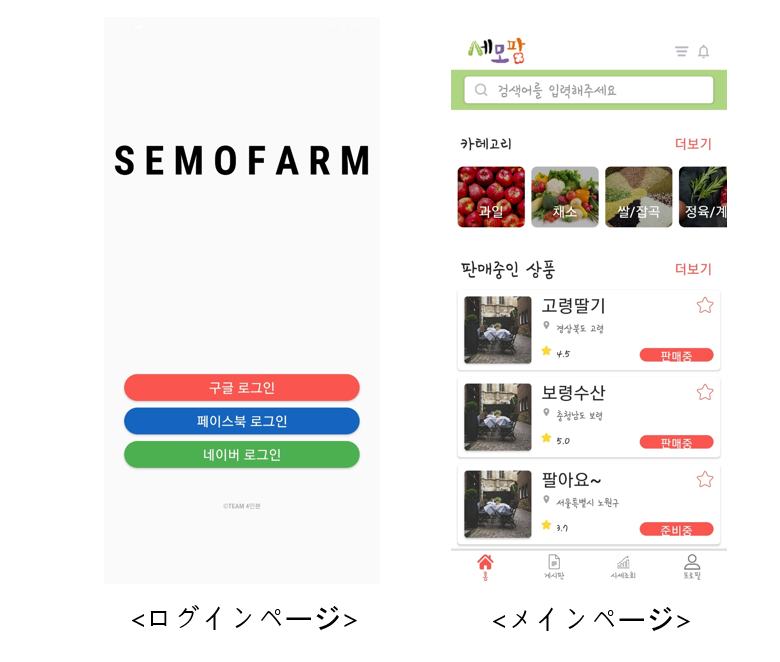 SEMOFARM
구글 로그인
페이스북 로그인
네이버 로그인
©TEAM 4인분
<ログインページ>
세모팜
검색어를 입력해주세요
카테고리 더보기
과일 채소 쌀/잡곡 정육/계
판매중인 상품 더보기
고령딸기
경상북도 고령
4.5 판매중
보령수산
충청남도 보령
5.0 판매중
팔아요~
서울특별시 노원구
3.7 준비중
홈 게시판 시세조회 프로필
<メインページ>